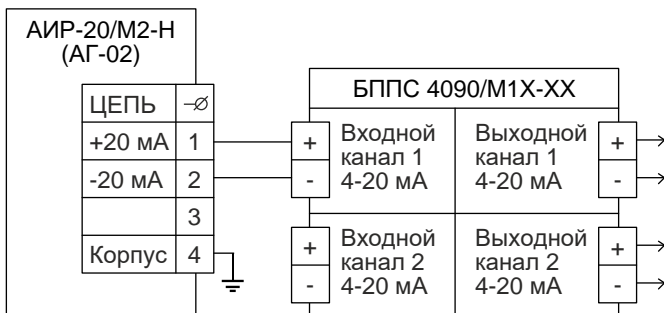 АИР-20/М2-Н
(АГ-02)
ЦЕПЬ
+20 мА 1
-20 мА 2
3
Корпус 4
БППС 4090/М1Х-ХХ
+ Входной
канал 1
- 4-20 мА
Выходной +
канал 1
4-20 мА -
+ Входной
канал 2
- 4-20 мА
Выходной +
канал 2
4-20 мА -